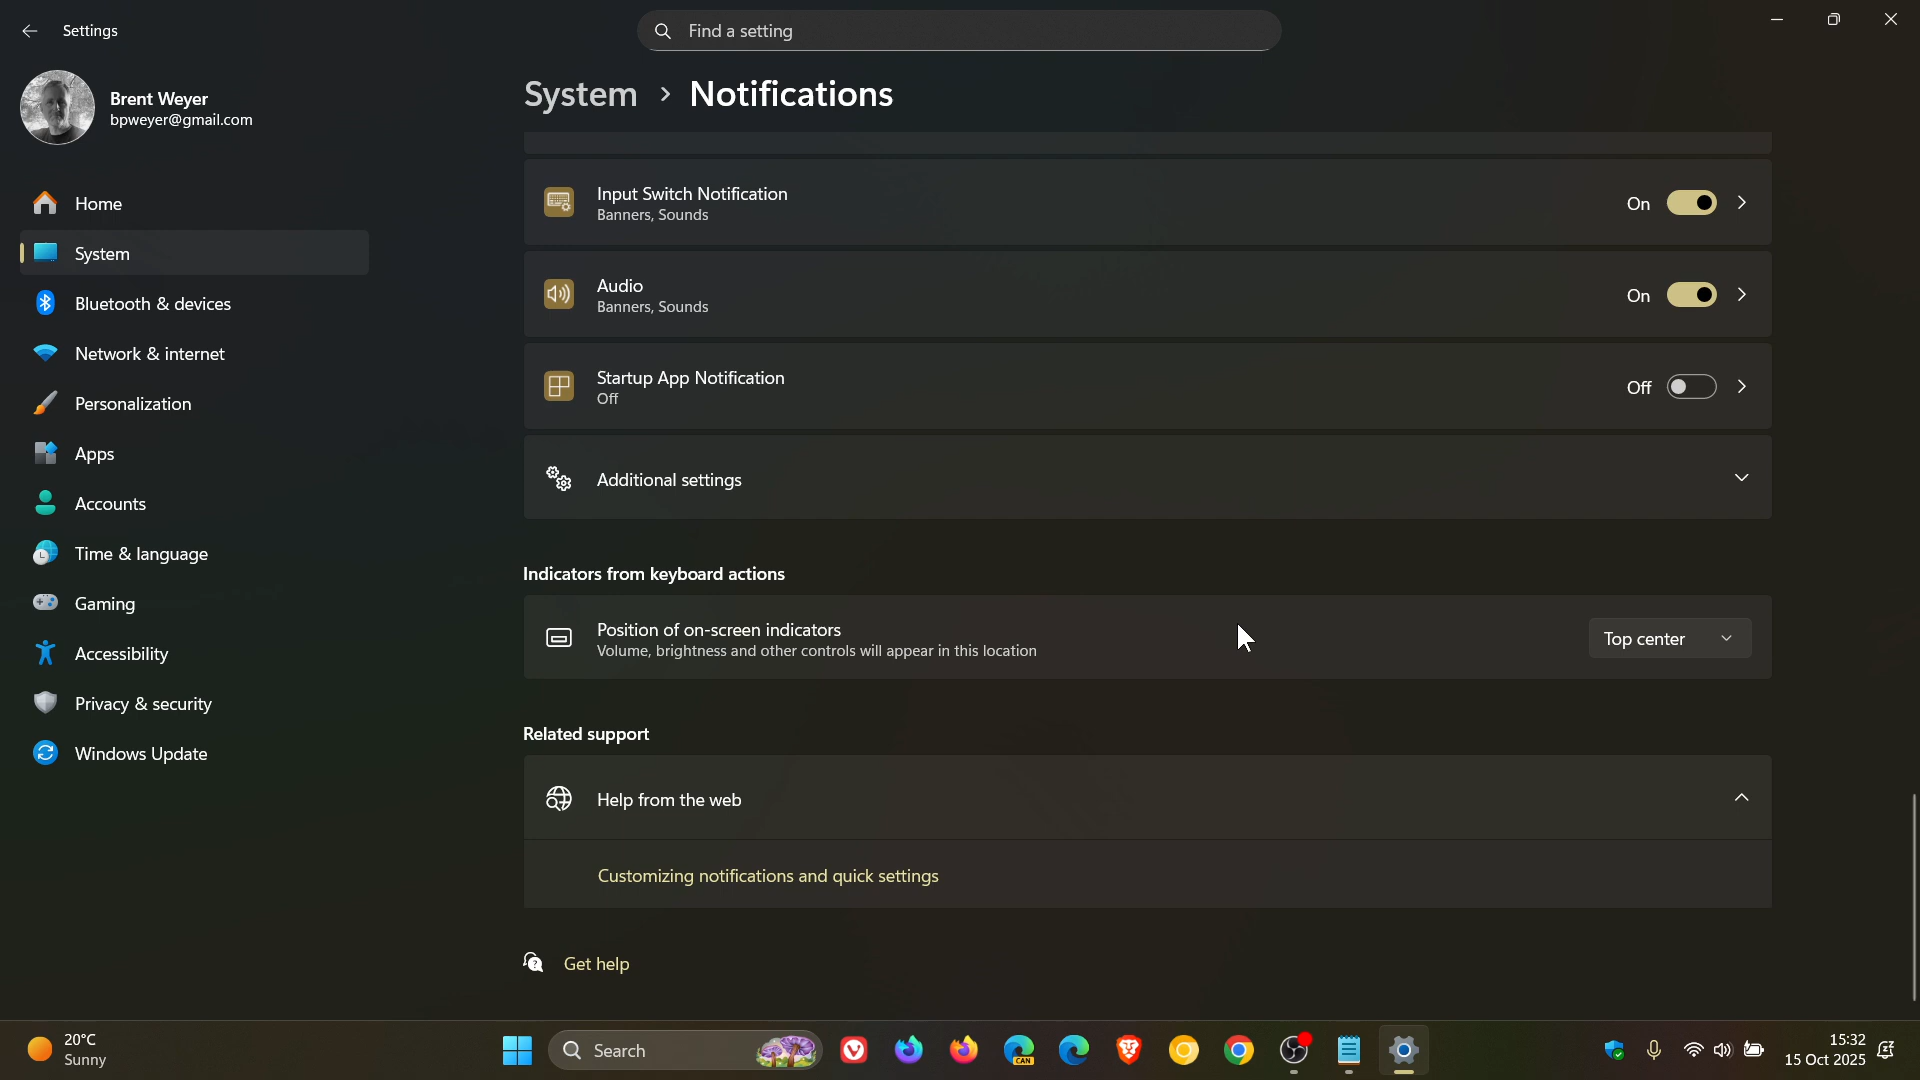 Settings
Find a setting
Brent Weyer
bpweyer@gmail.com
Home
System
Bluetooth & devices
Network & internet
Personalization
Apps
Accounts
Time & language
Gaming
Accessibility
Privacy & security
Windows Update
System > Notifications
Input Switch Notification
Banners, Sounds
On
Audio
Banners, Sounds
On
Startup App Notification
Off
Off
Additional settings
Indicators from keyboard actions
Position of on-screen indicators
Volume, brightness and other controls will appear in this location
Top center
Related support
Help from the web
Customizing notifications and quick settings
Get help
20°C
Sunny
Search
CAN
15:32
15 Oct 2025